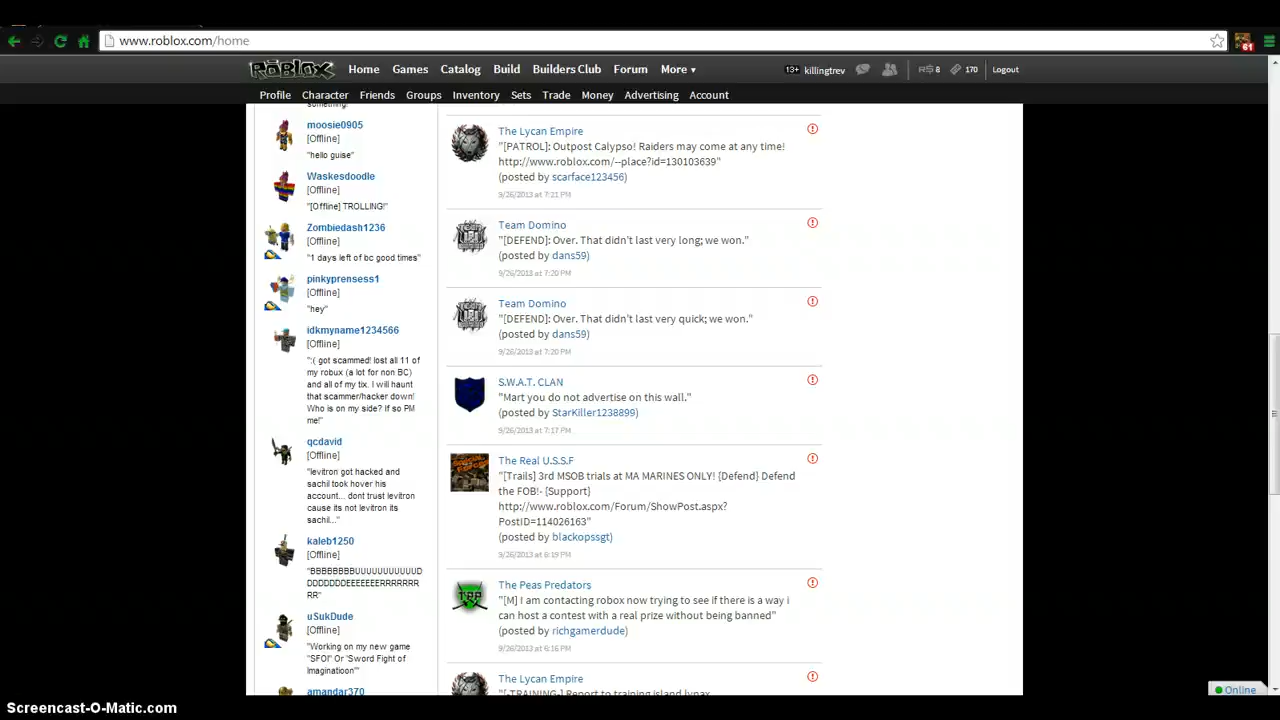 www.roblox.com/home
61
ROBLOX Home Games Catalog Build Builders Club Forum More ▾ 13+ killingtrev R$ 8 170 Logout
Profile Character Friends Groups Inventory Sets Trade Money Advertising Account
something!
moosie0905
[Offline]
"hello guise"
Waskesdoodle
[Offline]
"[Offline] TROLLING!"
Zombiedash1236
[Offline]
"1 days left of bc good times"
pinkyprensess1
[Offline]
"hey"
idkmyname1234566
[Offline]
":( got scammed! lost all 11 of
my robux (a lot for non BC)
and all of my tix. I will haunt
that scammer/hacker down!
Who is on my side? If so PM
me!"
qcdavid
[Offline]
"levitron got hacked and
sachil took hover his
account... dont trust levitron
cause its not levitron its
sachil..."
kaleb1250
[Offline]
"BBBBBBBBUUUUUUUUUUUD
DDDDDDDEEEEEEERRRRRRR
RR"
uSukDude
[Offline]
"Working on my new game
"SFOI" Or 'Sword Fight of
Imaginatioon'"
amandar370
The Lycan Empire
"[PATROL]: Outpost Calypso! Raiders may come at any time!
http://www.roblox.com/--place?id=130103639"
(posted by scarface123456)
9/26/2013 at 7:21 PM
Team Domino
"[DEFEND]: Over. That didn't last very long; we won."
(posted by dans59)
9/26/2013 at 7:20 PM
Team Domino
"[DEFEND]: Over. That didn't last very quick; we won."
(posted by dans59)
9/26/2013 at 7:20 PM
S.W.A.T. CLAN
"Mart you do not advertise on this wall."
(posted by StarKiller1238899)
9/26/2013 at 7:17 PM
The Real U.S.S.F
"[Trails] 3rd MSOB trials at MA MARINES ONLY! {Defend} Defend
the FOB!- {Support}
http://www.roblox.com/Forum/ShowPost.aspx?
PostID=114026163"
(posted by blackopssgt)
9/26/2013 at 6:19 PM
TPP
The Peas Predators
"[M] I am contacting robox now trying to see if there is a way i
can host a contest with a real prize without being banned"
(posted by richgamerdude)
9/26/2013 at 6:16 PM
The Lycan Empire
"[-TRAINING-] Report to training island lynax
Online
Screencast-O-Matic.com